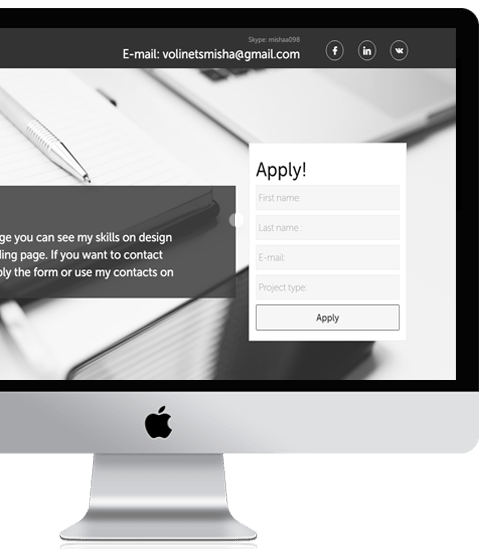 Skype: mishaa098
E-mail: volinetsmisha@gmail.com
Apply!
First name:
Last name :
E-mail:
Project type:
Apply
ge you can see my skills on design
ding page. If you want to contact
ply the form or use my contacts on